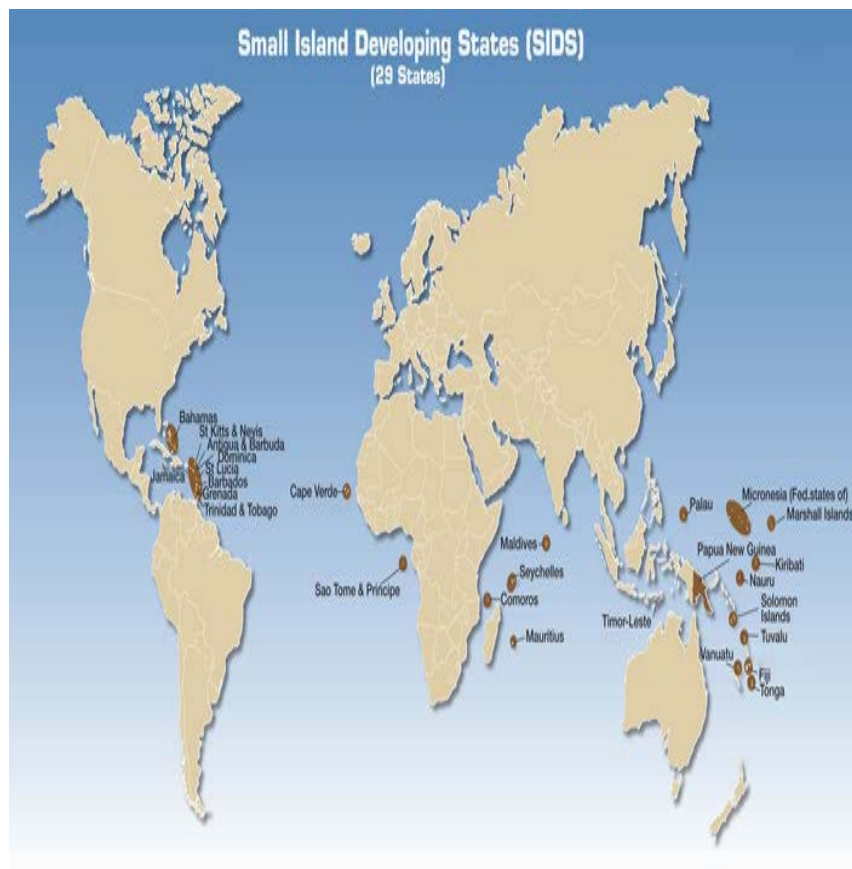 Small Island Developing States (SIDS)
(29 States)
Bahamas
St Kitts & Nevis
Antigua & Barbuda
Dominica
St Lucia
Jamaica
Barbados
Grenada
Trinidad & Tobago
Cape Verde
Sao Tome & Principe
Maldives
Seychelles
Comoros
Mauritius
Palau
Micronesia (Fed.states of)
Marshall Islands
Papua New Guinea
Kiribati
Nauru
Timor-Leste
Solomon
Islands
Tuvalu
Vanuatu
Fiji
Tonga